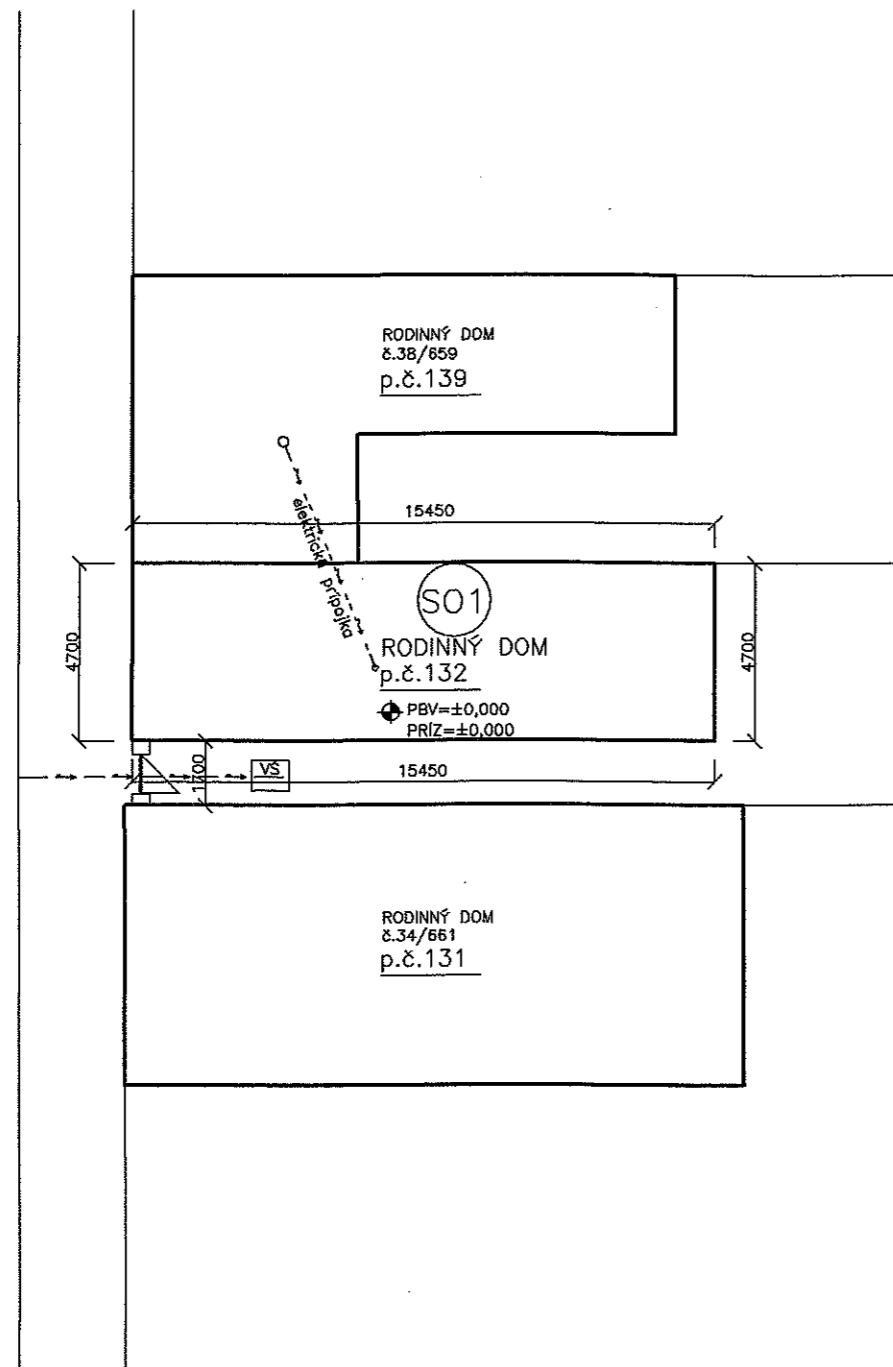 RODINNÝ DOM
č.38/659
p.č.139
15450
elektrická prípojka
4700
SO1
4700
RODINNÝ DOM
p.č.132
PBV=±0,000
PRÍZ=±0,000
1700
VŠ
15450
RODINNÝ DOM
č.34/661
p.č.131